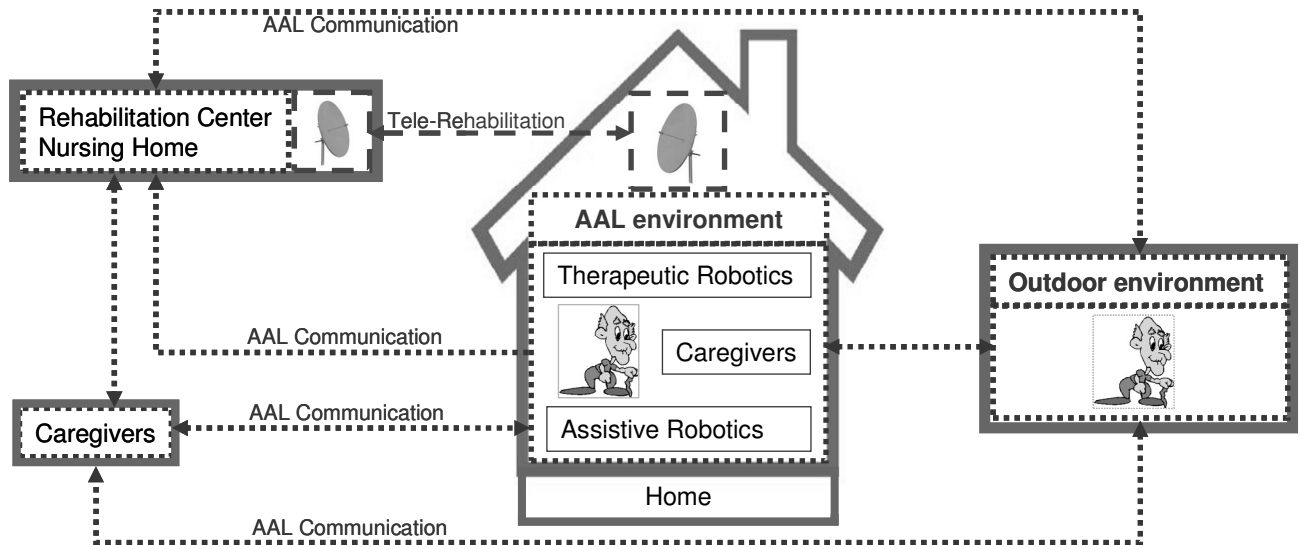 AAL Communication
Rehabilitation Center
Nursing Home
Tele-Rehabilitation
AAL environment
Therapeutic Robotics
Outdoor environment
AAL Communication
Caregivers
AAL Communication
Caregivers
Assistive Robotics
Home
AAL Communication